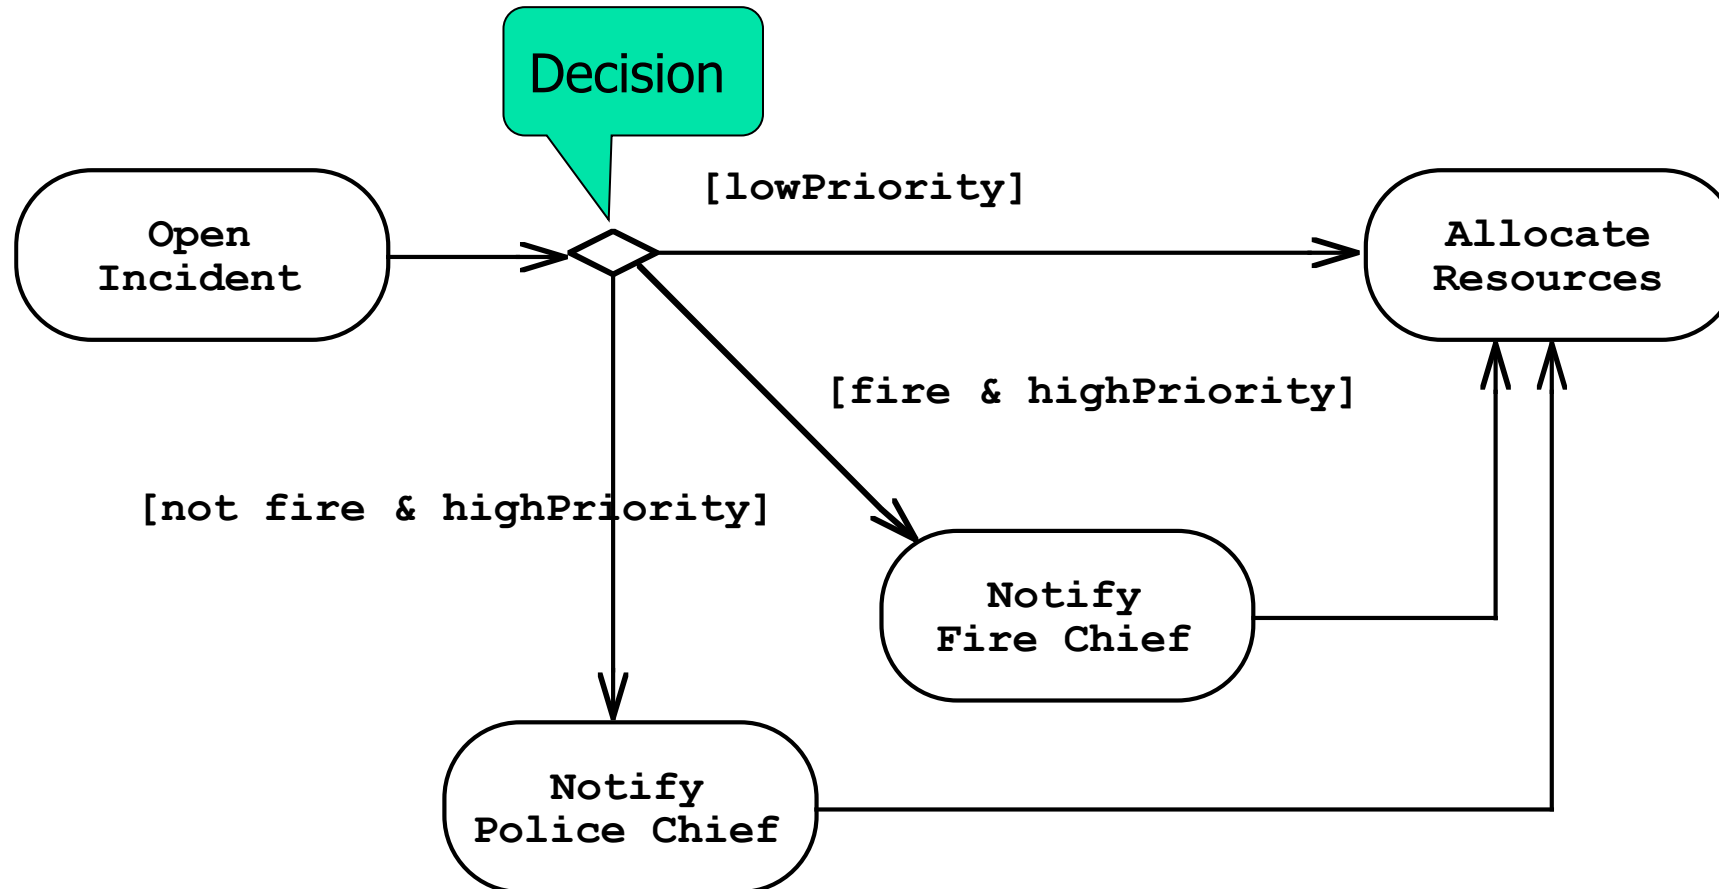 Decision
[lowPriority]
Open
Incident
Allocate
Resources
[fire & highPriority]
[not fire & highPriority]
Notify
Fire Chief
Notify
Police Chief